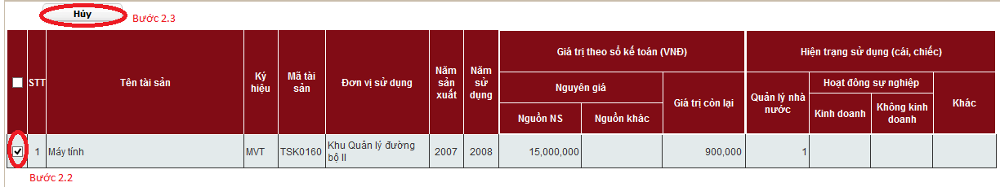 Hủy
Bước 2.3
STT
Tên tài sản
Ký hiệu
Mã tài sản
Đơn vị sử dụng
Năm sản xuất
Năm sử dụng
Giá trị theo số kế toán (VNĐ)
Nguyên giá
Nguồn NS
Nguồn khác
Giá trị còn lại
Hiện trạng sử dụng (cái, chiếc)
Quản lý nhà nước
Hoạt đông sự nghiệp
Kinh doanh
Không kinh doanh
Khác
1 Máy tính MVT TSK0160 Khu Quản lý đường bộ II 2007 2008 15,000,000 900,000 1
Bước 2.2